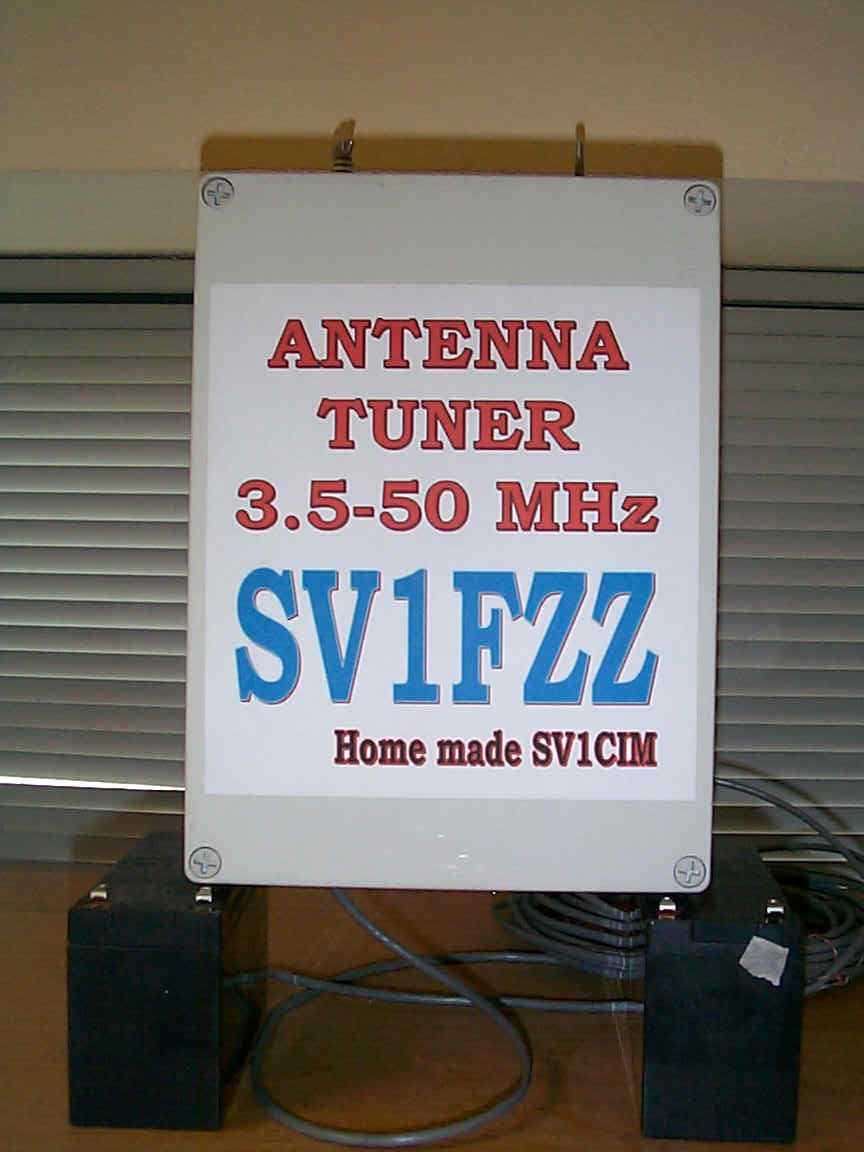 ANTENNA
TUNER
3.5-50 MHz
SV1FZZ
Home made SV1CIM